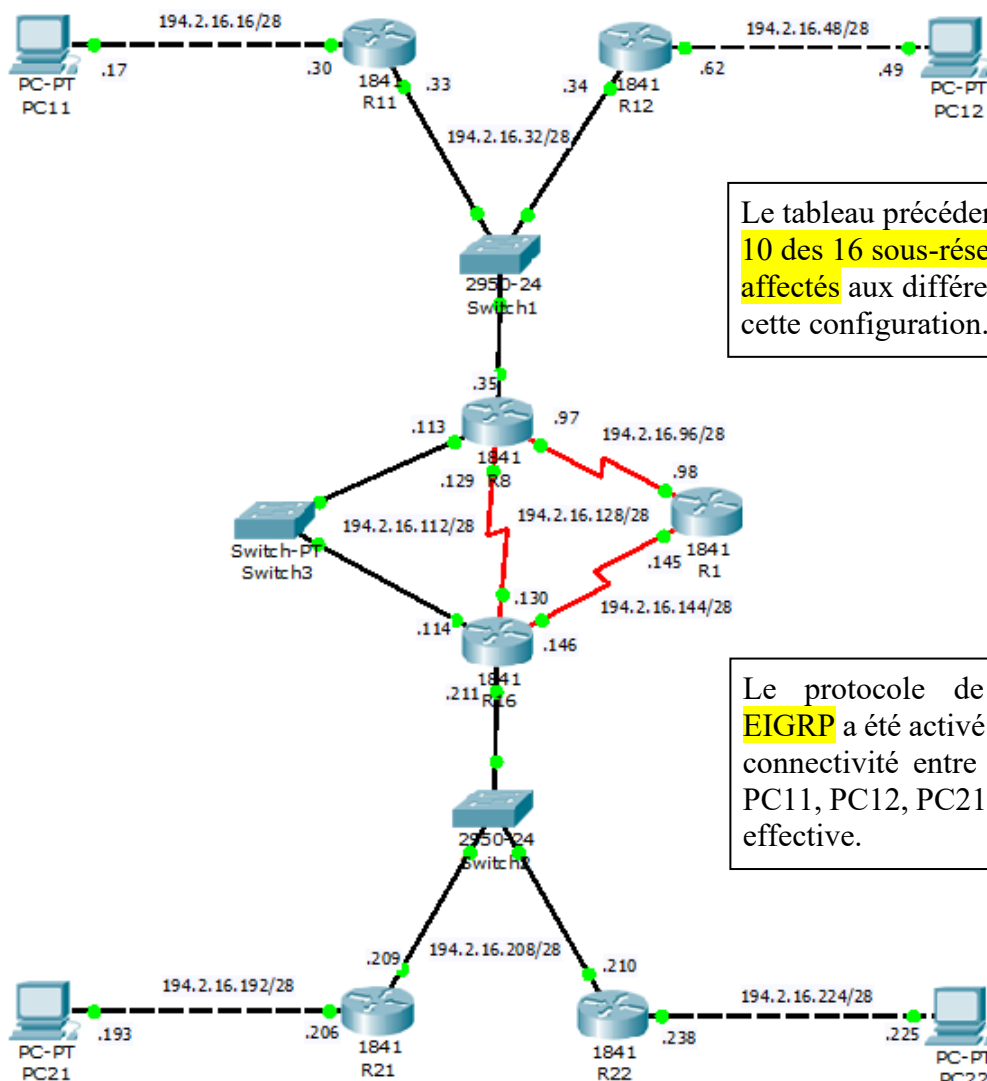 194.2.16.16/28
194.2.16.48/28
.17
.30
.33
.34
.62
.49
PC-PT
PC11
1841
R11
1841
R12
PC-PT
PC12
194.2.16.32/28
2950-24
Switch1
Le tableau
10 des 16
affectés aux
cette configuration.
.35
.113
.97
194.2.16.96/28
1841
R8
.129
.98
194.2.16.112/28
194.2.16.128/28
Switch-PT
Switch3
1841
R1
.145
.130
194.2.16.144/28
.114
.146
1841
R16
.211
Le protocole de
EIGRP a été activé
connectivité entre
PC11, PC12, PC21
effective.
2950-24
Switch2
194.2.16.208/28
.209
.210
194.2.16.192/28
194.2.16.224/28
.193
.206
.238
.225
PC-PT
PC21
1841
R21
1841
R22
PC-PT
PC22